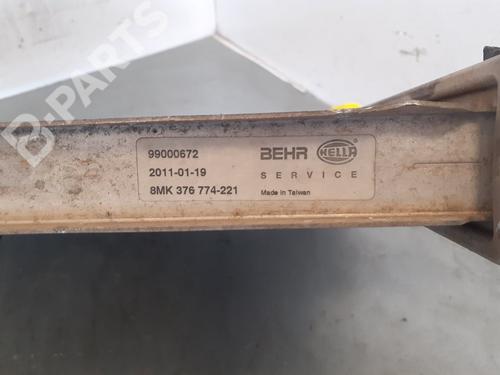 B-PARTS
99000672
2011-01-19
8MK 376 774-221
BEHR HELLA
SERVICE
Made in Taiwan